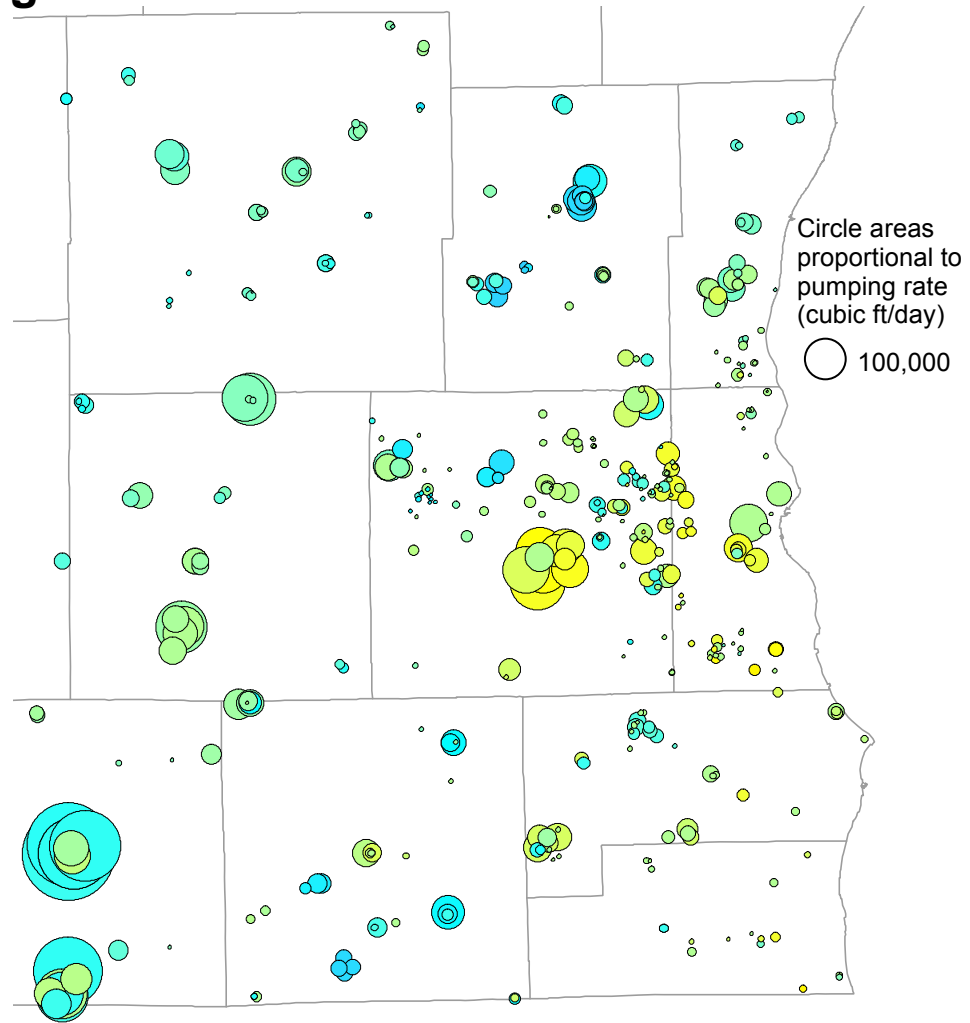 Circle areas
proportional to
pumping rate
(cubic ft/day)
100,000